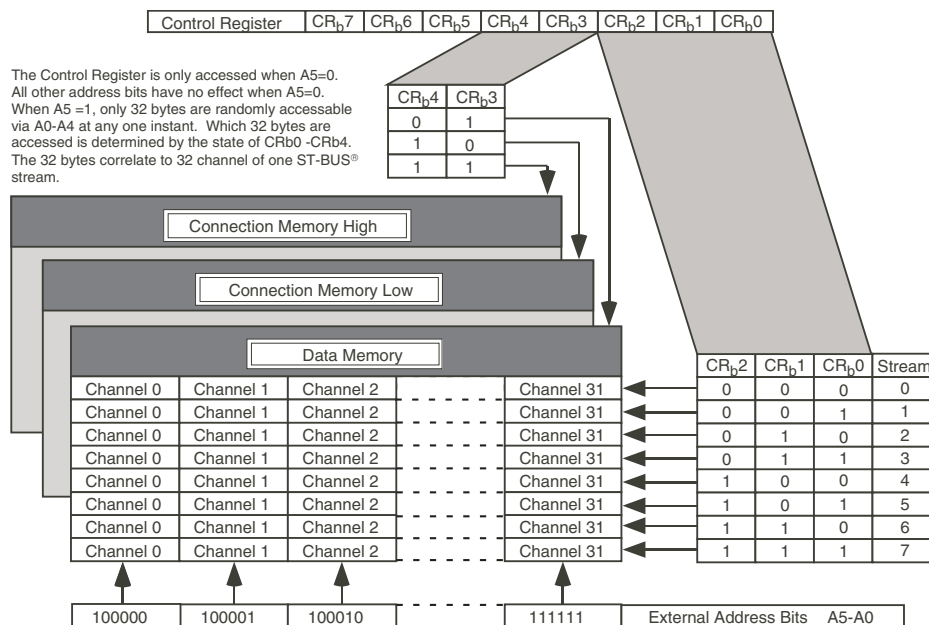 Control Register CRb7 CRb6 CRb5 CRb4 CRb3 CRb2 CRb1 CRb0
The Control Register is only accessed when A5=0.
All other address bits have no effect when A5=0.
When A5 =1, only 32 bytes are randomly accessable
via A0-A4 at any one instant. Which 32 bytes are
accessed is determined by the state of CRb0 -CRb4.
The 32 bytes correlate to 32 channel of one ST-BUS®
stream.
CRb4 CRb3
0 1
1 0
1 1
Connection Memory High
Connection Memory Low
Data Memory
CRb2 CRb1 CRb0 Stream
Channel 0 Channel 1 Channel 2 Channel 31 0 0 0 0
Channel 0 Channel 1 Channel 2 Channel 31 0 0 1 1
Channel 0 Channel 1 Channel 2 Channel 31 0 1 0 2
Channel 0 Channel 1 Channel 2 Channel 31 0 1 1 3
Channel 0 Channel 1 Channel 2 Channel 31 1 0 0 4
Channel 0 Channel 1 Channel 2 Channel 31 1 0 1 5
Channel 0 Channel 1 Channel 2 Channel 31 1 1 0 6
Channel 0 Channel 1 Channel 2 Channel 31 1 1 1 7
100000 100001 100010 111111 External Address Bits A5-A0